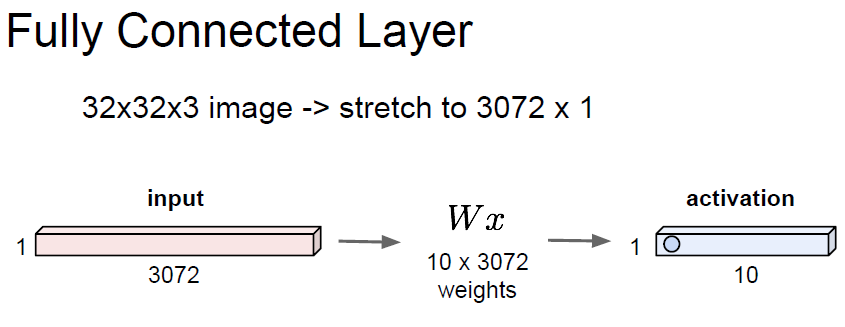 Fully Connected Layer
32x32x3 image -> stretch to 3072 x 1
input
1
3072
Wx
10 x 3072
weights
activation
1
10